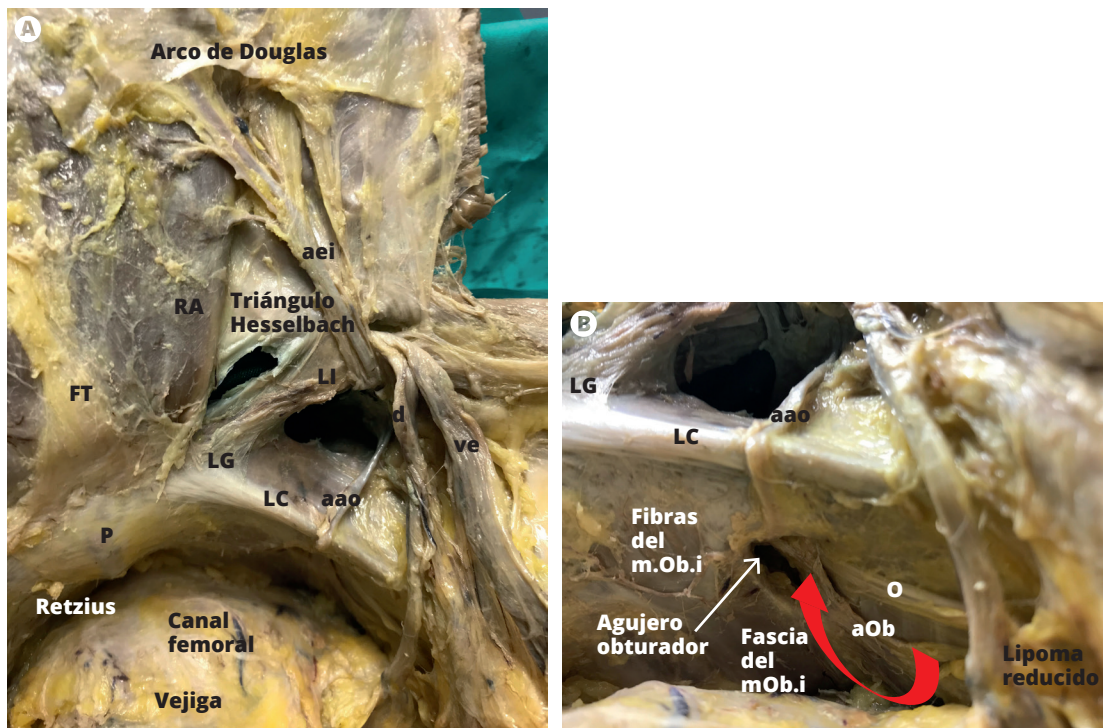 A
Arco de Douglas
aei
RA
Triángulo
Hesselbach
FT
LI
d
ve
LG
LC
aao
P
Retzius
Canal
femoral
Vejiga
B
LG
aao
LC
Fibras
del
m.Ob.i
O
Agujero
obturador
aOb
Fascia
del
mOb.i
Lipoma
reducido